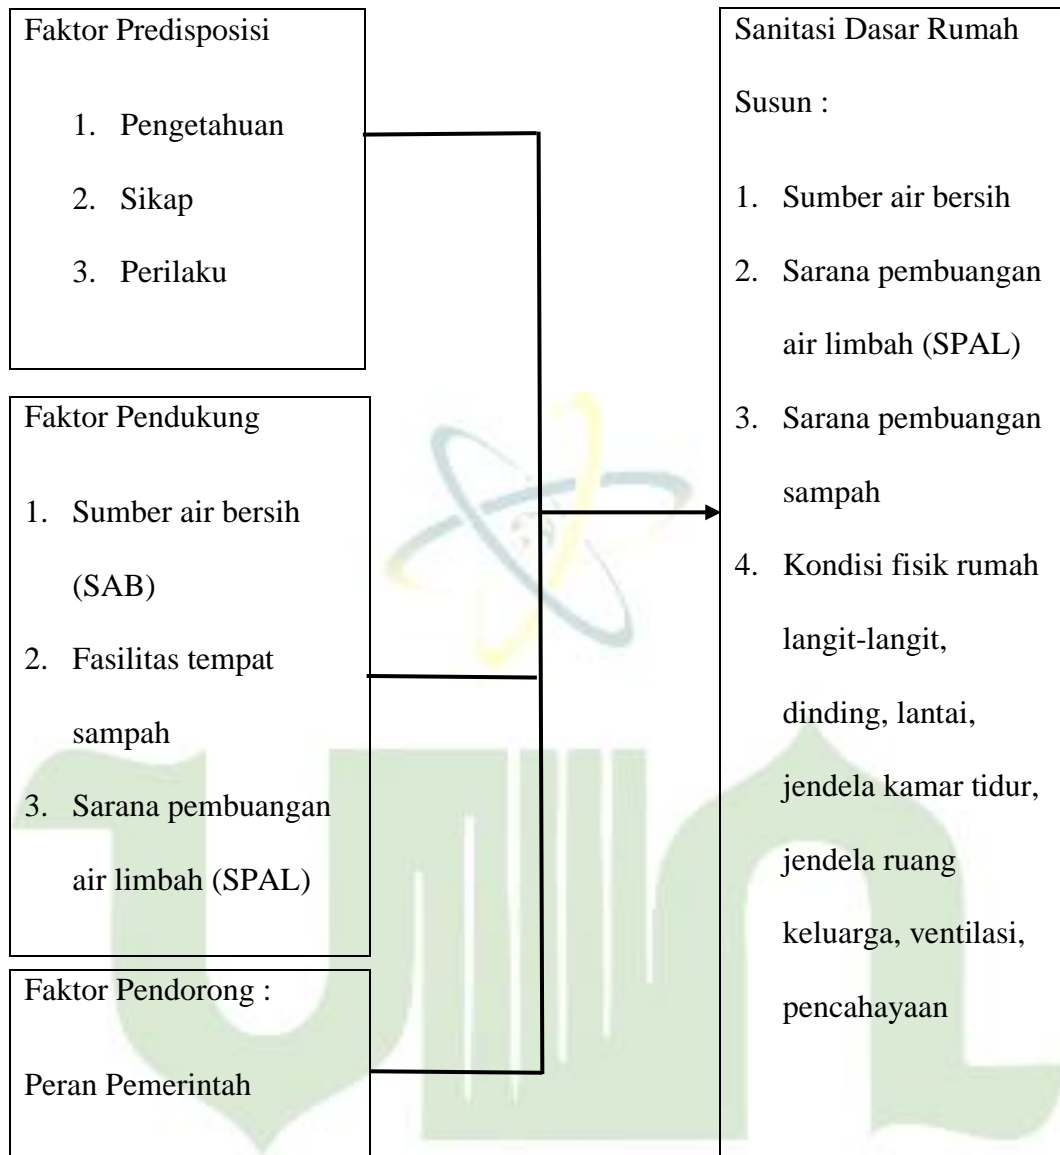 Faktor Predisposisi
1. Pengetahuan
2. Sikap
3. Perilaku
Faktor Pendukung
1. Sumber air bersih
(SAB)
2. Fasilitas tempat
sampah
3. Sarana pembuangan
air limbah (SPAL)
Faktor Pendorong :
Peran Pemerintah
Sanitasi Dasar Rumah
Susun :
1. Sumber air bersih
2. Sarana pembuangan
air limbah (SPAL)
3. Sarana pembuangan
sampah
4. Kondisi fisik rumah
langit-langit,
dinding, lantai,
jendela kamar tidur,
jendela ruang
keluarga, ventilasi,
pencahayaan